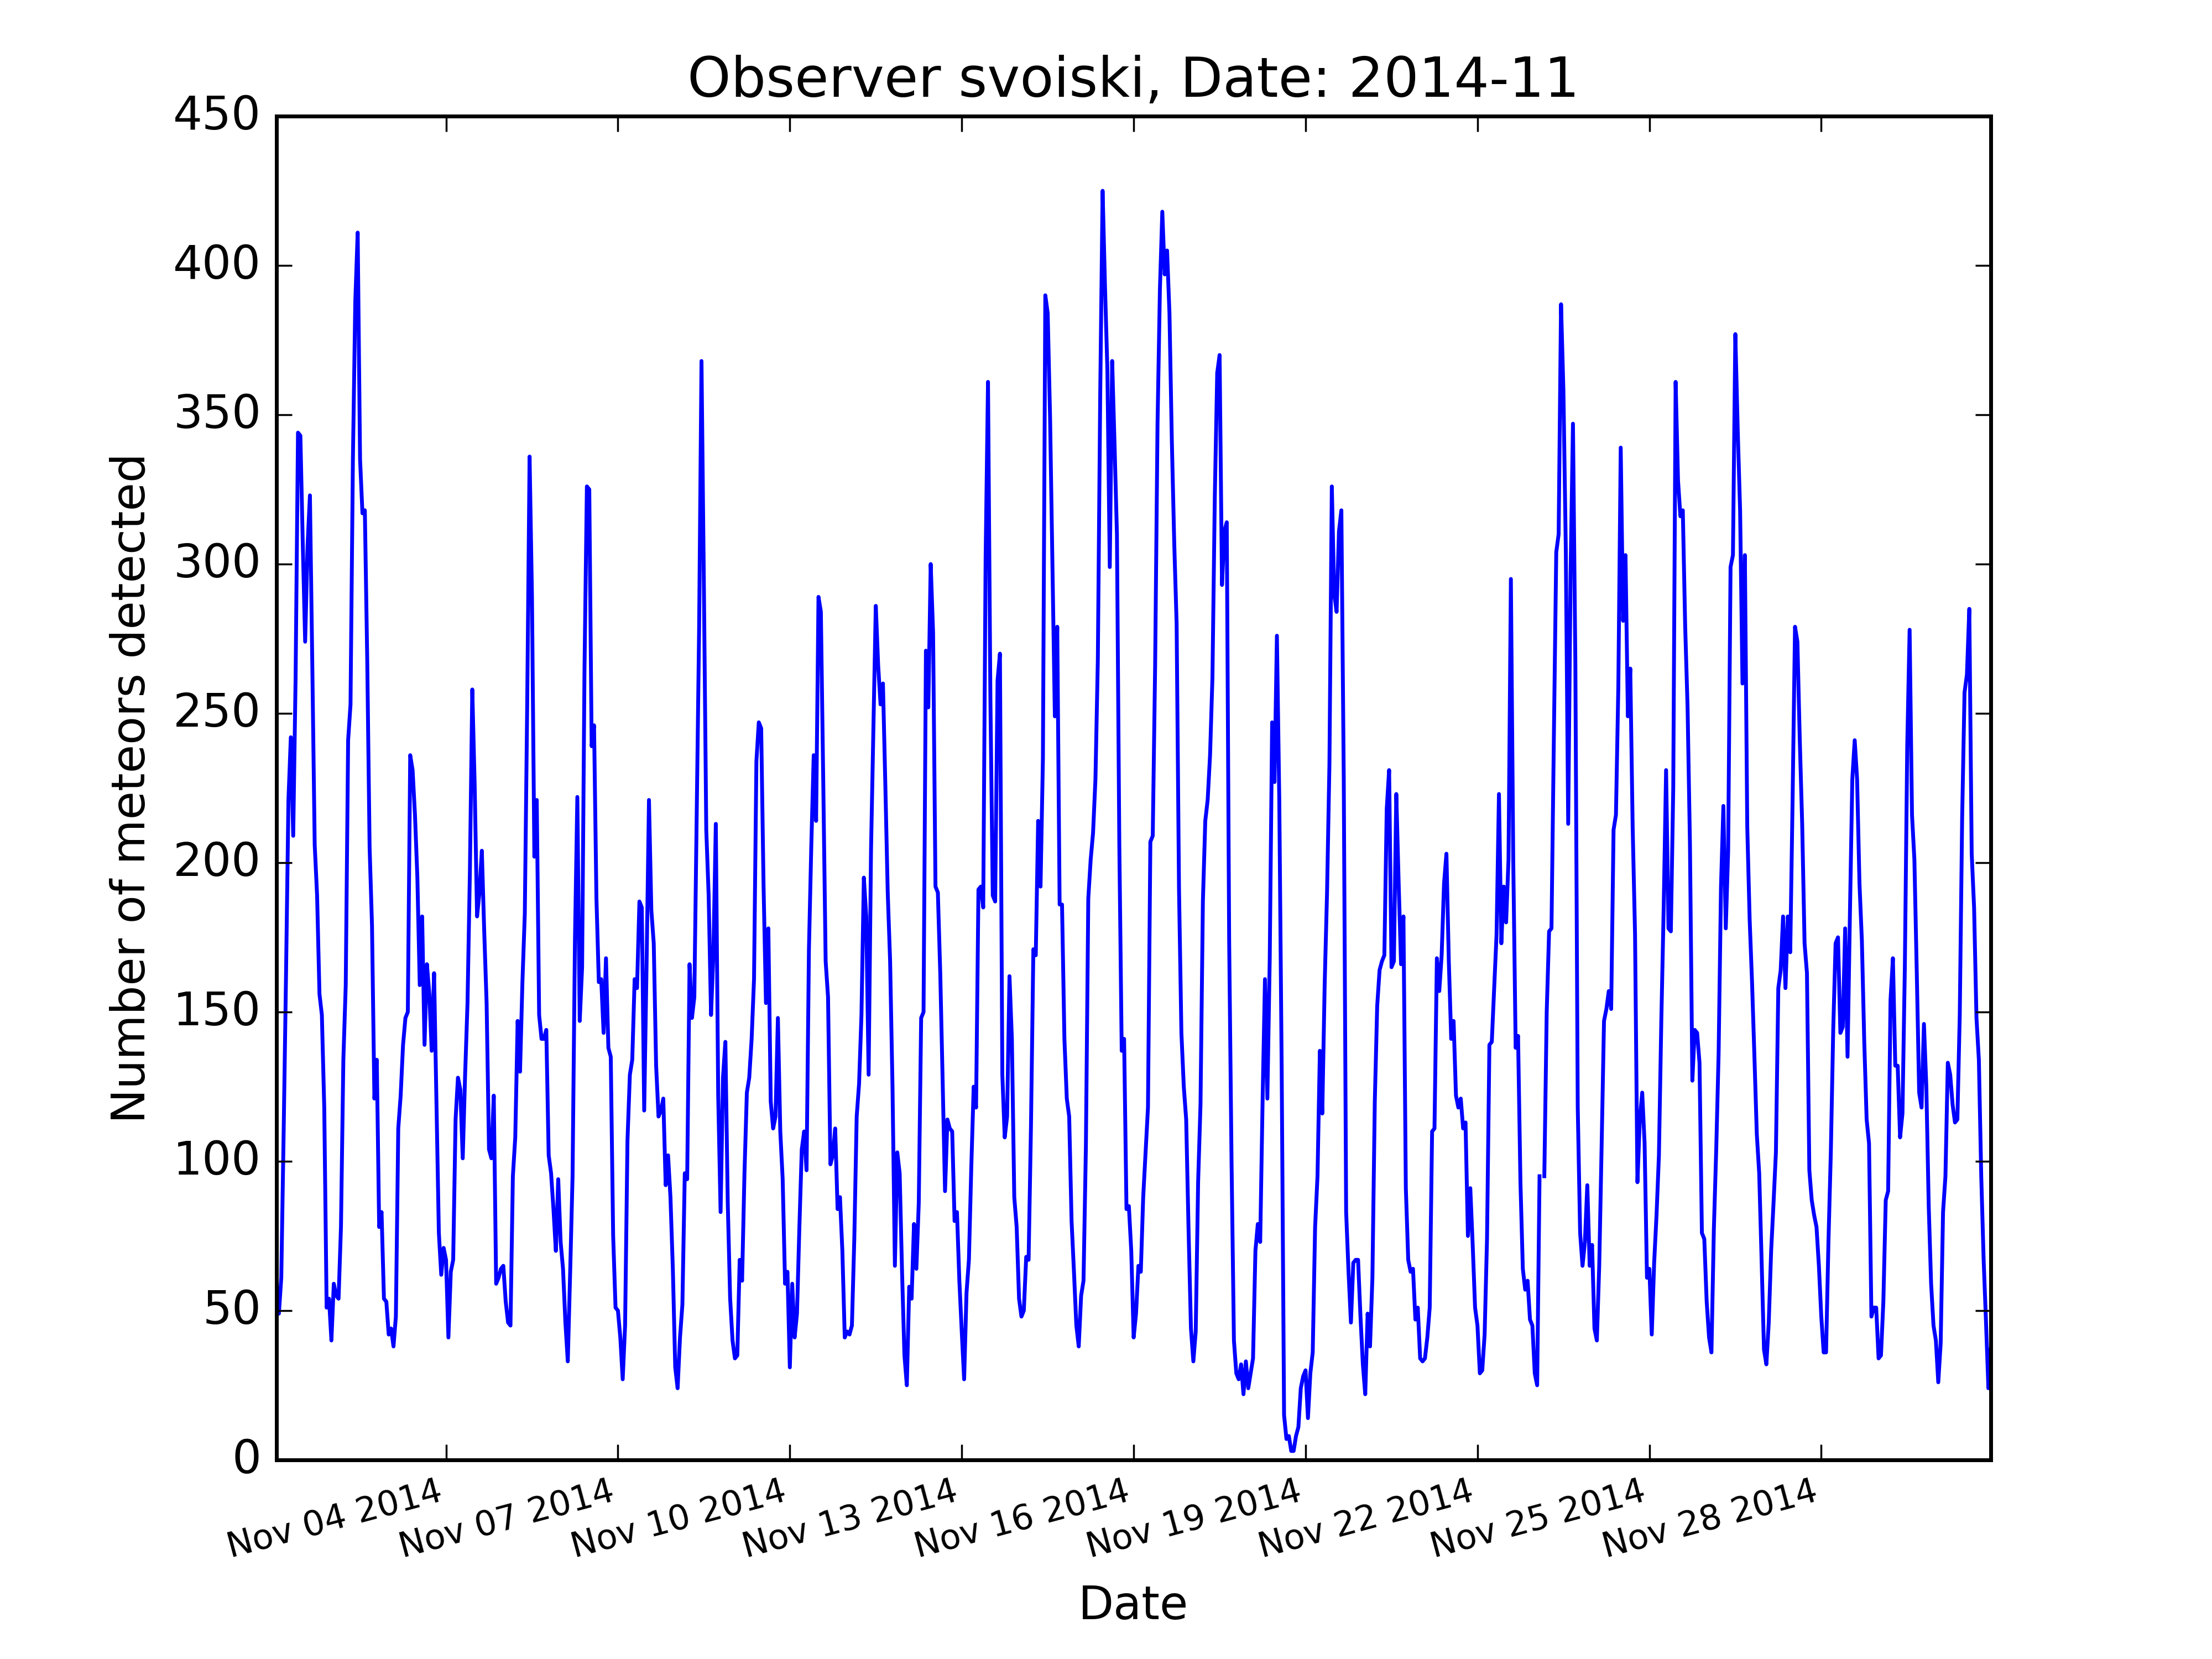 Observer svoiski, Date: 2014-11
Number of meteors detected
450
400
350
300
250
200
150
100
50
0
Nov 04 2014
Nov 07 2014
Nov 10 2014
Nov 13 2014
Nov 16 2014
Nov 19 2014
Nov 22 2014
Nov 25 2014
Nov 28 2014
Date